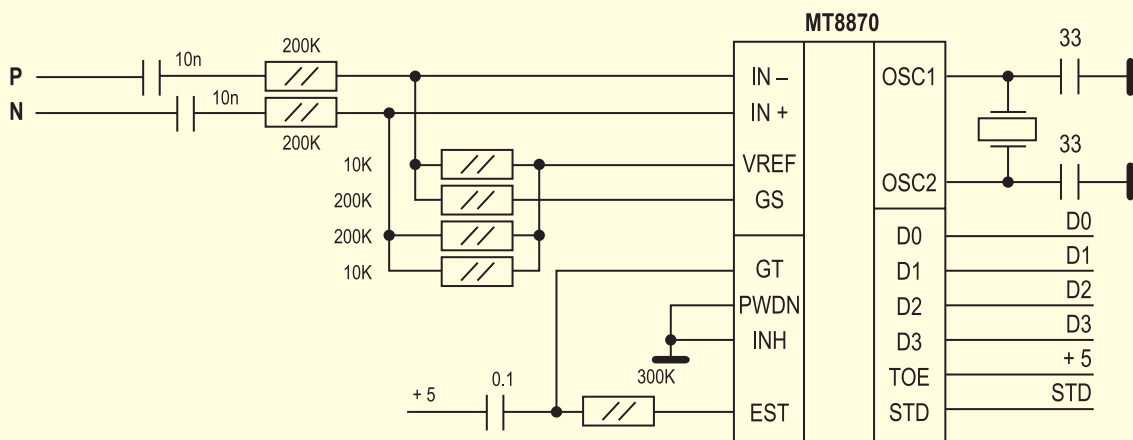 MT8870
P
10n
200K
N
10n
200K
10K
200K
200K
10K
+ 5
0.1
300K
IN –
IN +
VREF
GS
GT
PWDN
INH
EST
OSC1
OSC2
D0
D1
D2
D3
TOE
STD
33
33
D0
D1
D2
D3
+ 5
STD